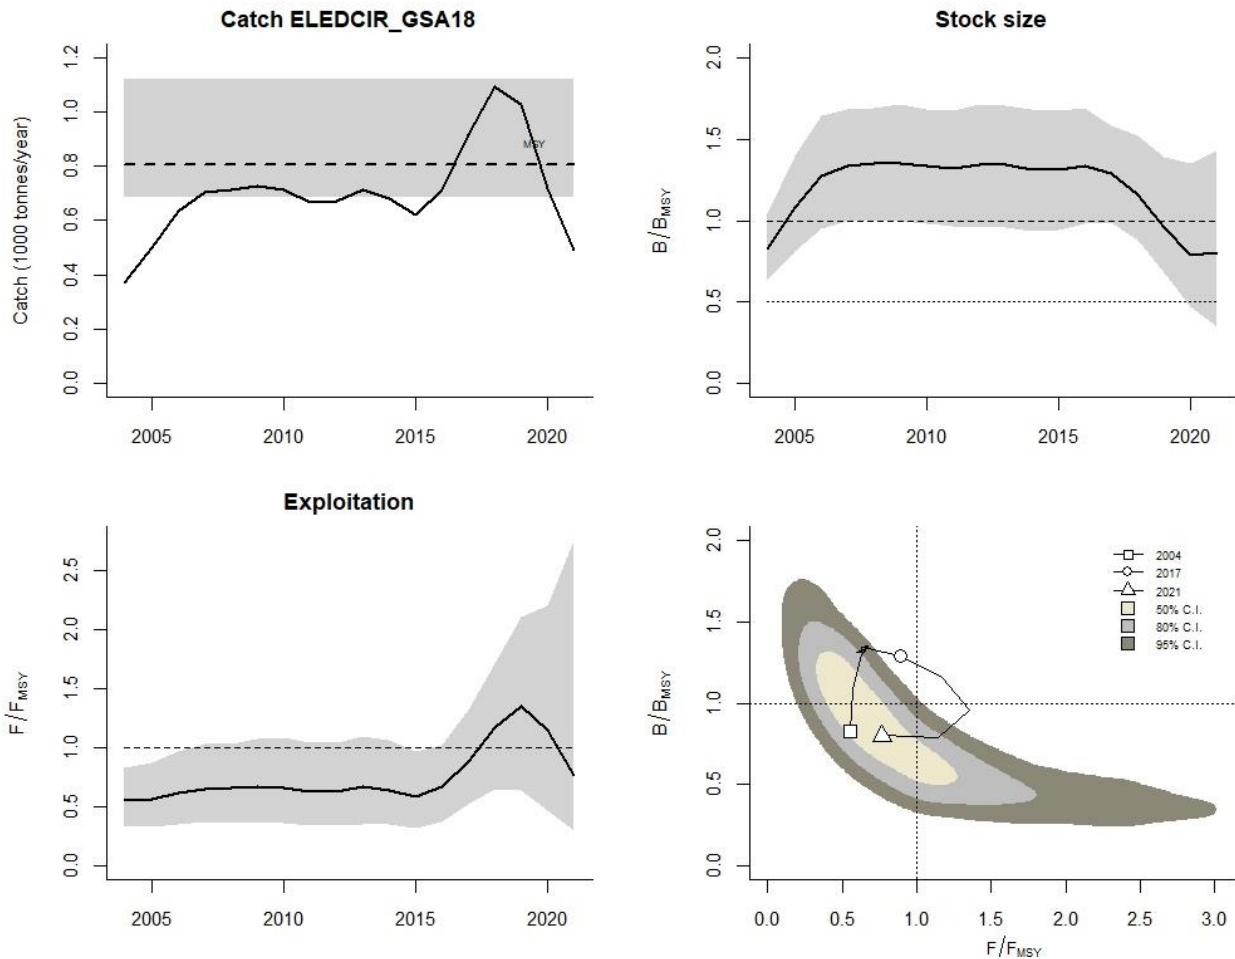 Catch ELEDCIR_GSA18
Catch (1000 tonnes/year)
1.2
1.0
0.8
0.6
0.4
0.2
0.0
MSY
2005 2010 2015 2020
Stock size
B/BMSY
2.0
1.5
1.0
0.5
0.0
2005 2010 2015 2020
Exploitation
F/FMSY
2.5
2.0
1.5
1.0
0.5
0.0
2005 2010 2015 2020
B/BMSY
2.0
1.5
1.0
0.5
0.0
2004
2017
2021
50% C.I.
80% C.I.
95% C.I.
0.0 0.5 1.0 1.5 2.0 2.5 3.0
F/FMSY